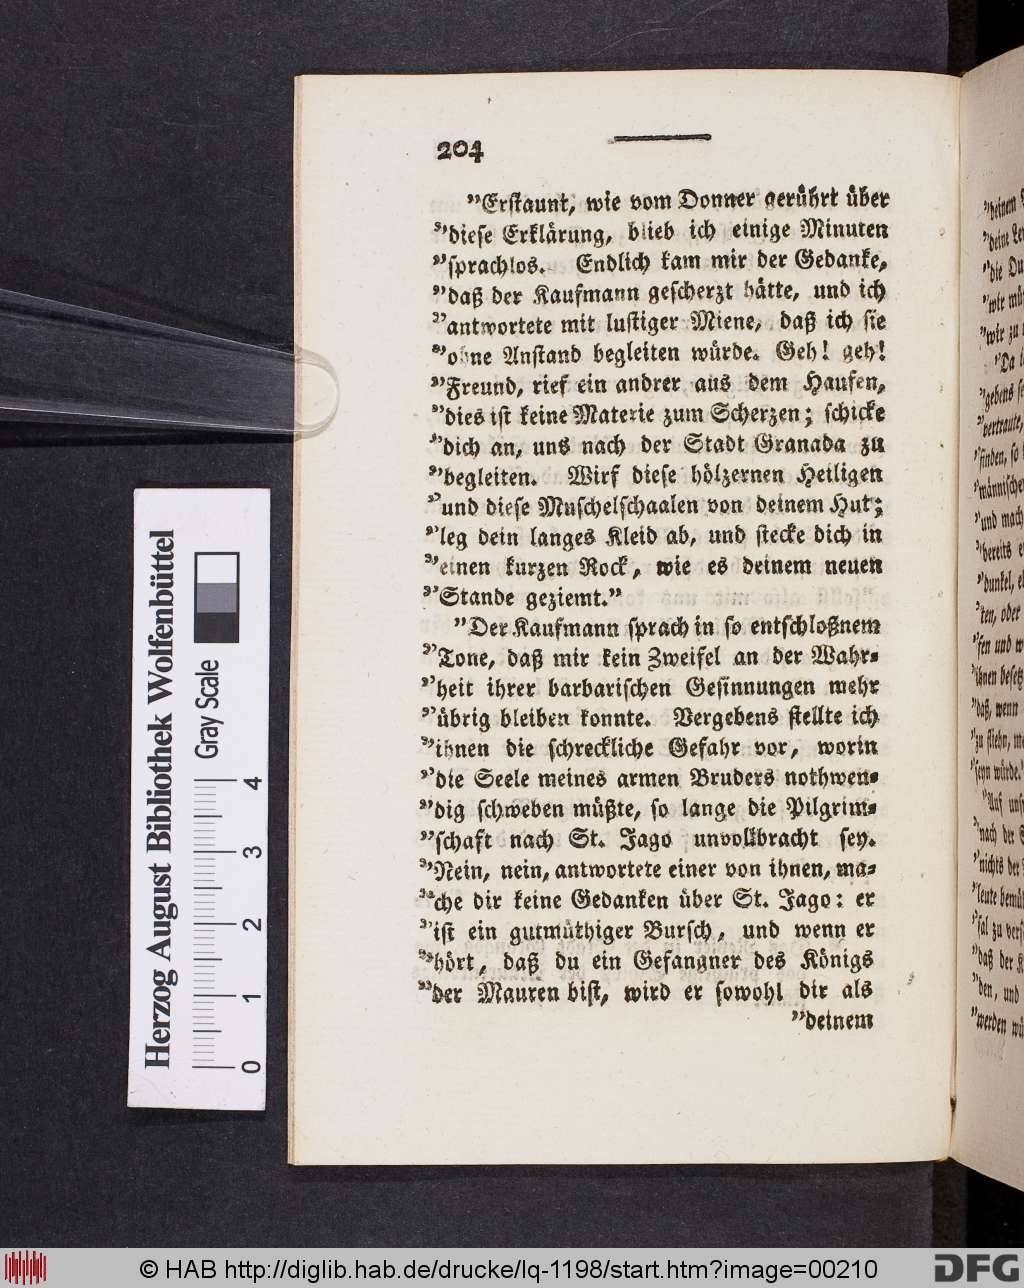 204
”Erstaunt, wie vom Donner gerührt über
”diese Erklärung, blieb ich einige Minuten
”sprachlos. Endlich kam mir der Gedanke,
”daß der Kaufmann gescherzt hätte, und ich
”antwortete mit lustiger Miene, daß ich sie
”ohne Anstand begleiten würde. Geh! geh!
”Freund, rief ein andrer aus dem Haufen,
”dies ist keine Materie zum Scherzen; schicke
”dich an, uns nach der Stadt Granada zu
”begleiten. Wirf diese hölzernen Heiligen
”und diese Muschelschaalen von deinem Hut;
”leg dein langes Kleid ab, und stecke dich in
”einen kurzen Rock, wie es deinem neuen
”Stande geziemt.”
”Der Kaufmann sprach in so entschloßnem
”Tone, daß mir kein Zweifel an der Wahr-
”heit ihrer barbarischen Gesinnungen mehr
”übrig bleiben konnte. Vergebens stellte ich
”ihnen die schreckliche Gefahr vor, worin
”die Seele meines armen Bruders nothwen-
”dig schweben müßte, so lange die Pilgrim-
”schaft nach St. Jago unvollbracht sey.
”Nein, nein, antwortete einer von ihnen, ma-
”che dir keine Gedanken über St. Jago: er
”ist ein gutmüthiger Bursch, und wenn er
”hört, daß du ein Gefangner des Königs
”der Mauren bist, wird er sowohl dir als
”deinem
Herzog August Bibliothek Wolfenbüttel
Gray Scale
0 1 2 3 4
© HAB http://diglib.hab.de/drucke/lq-1198/start.htm?image=00210
DFG